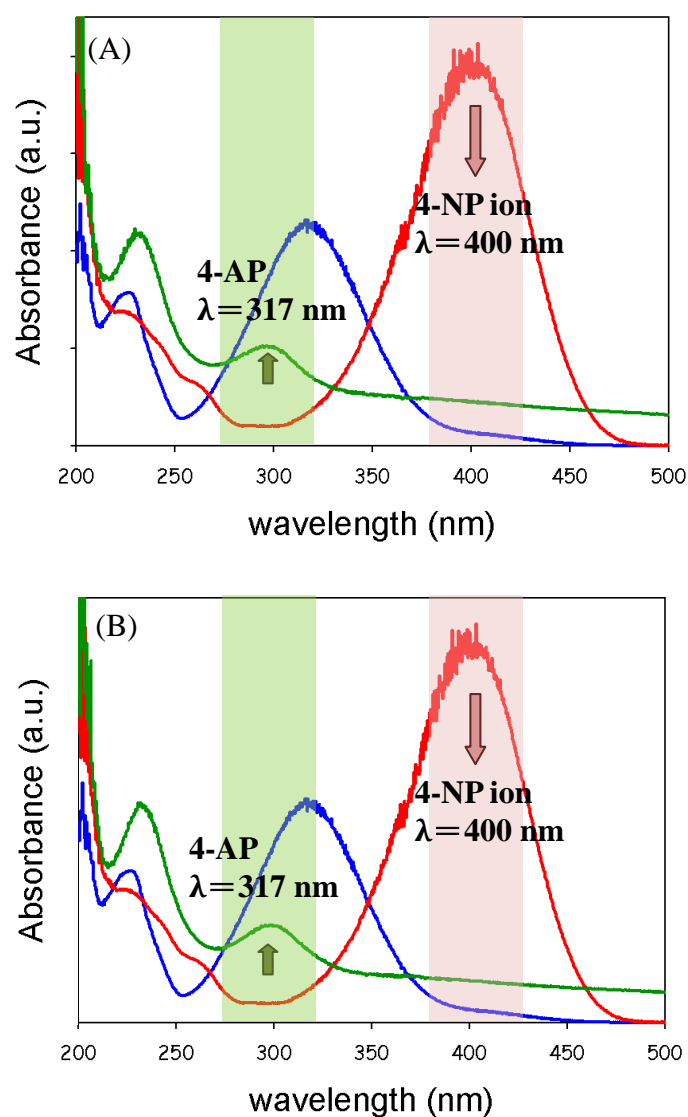 (A)
Absorbance (a.u.)
4-NP ion
λ=400 nm
4-AP
λ=317 nm
200 250 300 350 400 450 500
wavelength (nm)
(B)
Absorbance (a.u.)
4-NP ion
λ=400 nm
4-AP
λ=317 nm
200 250 300 350 400 450 500
wavelength (nm)